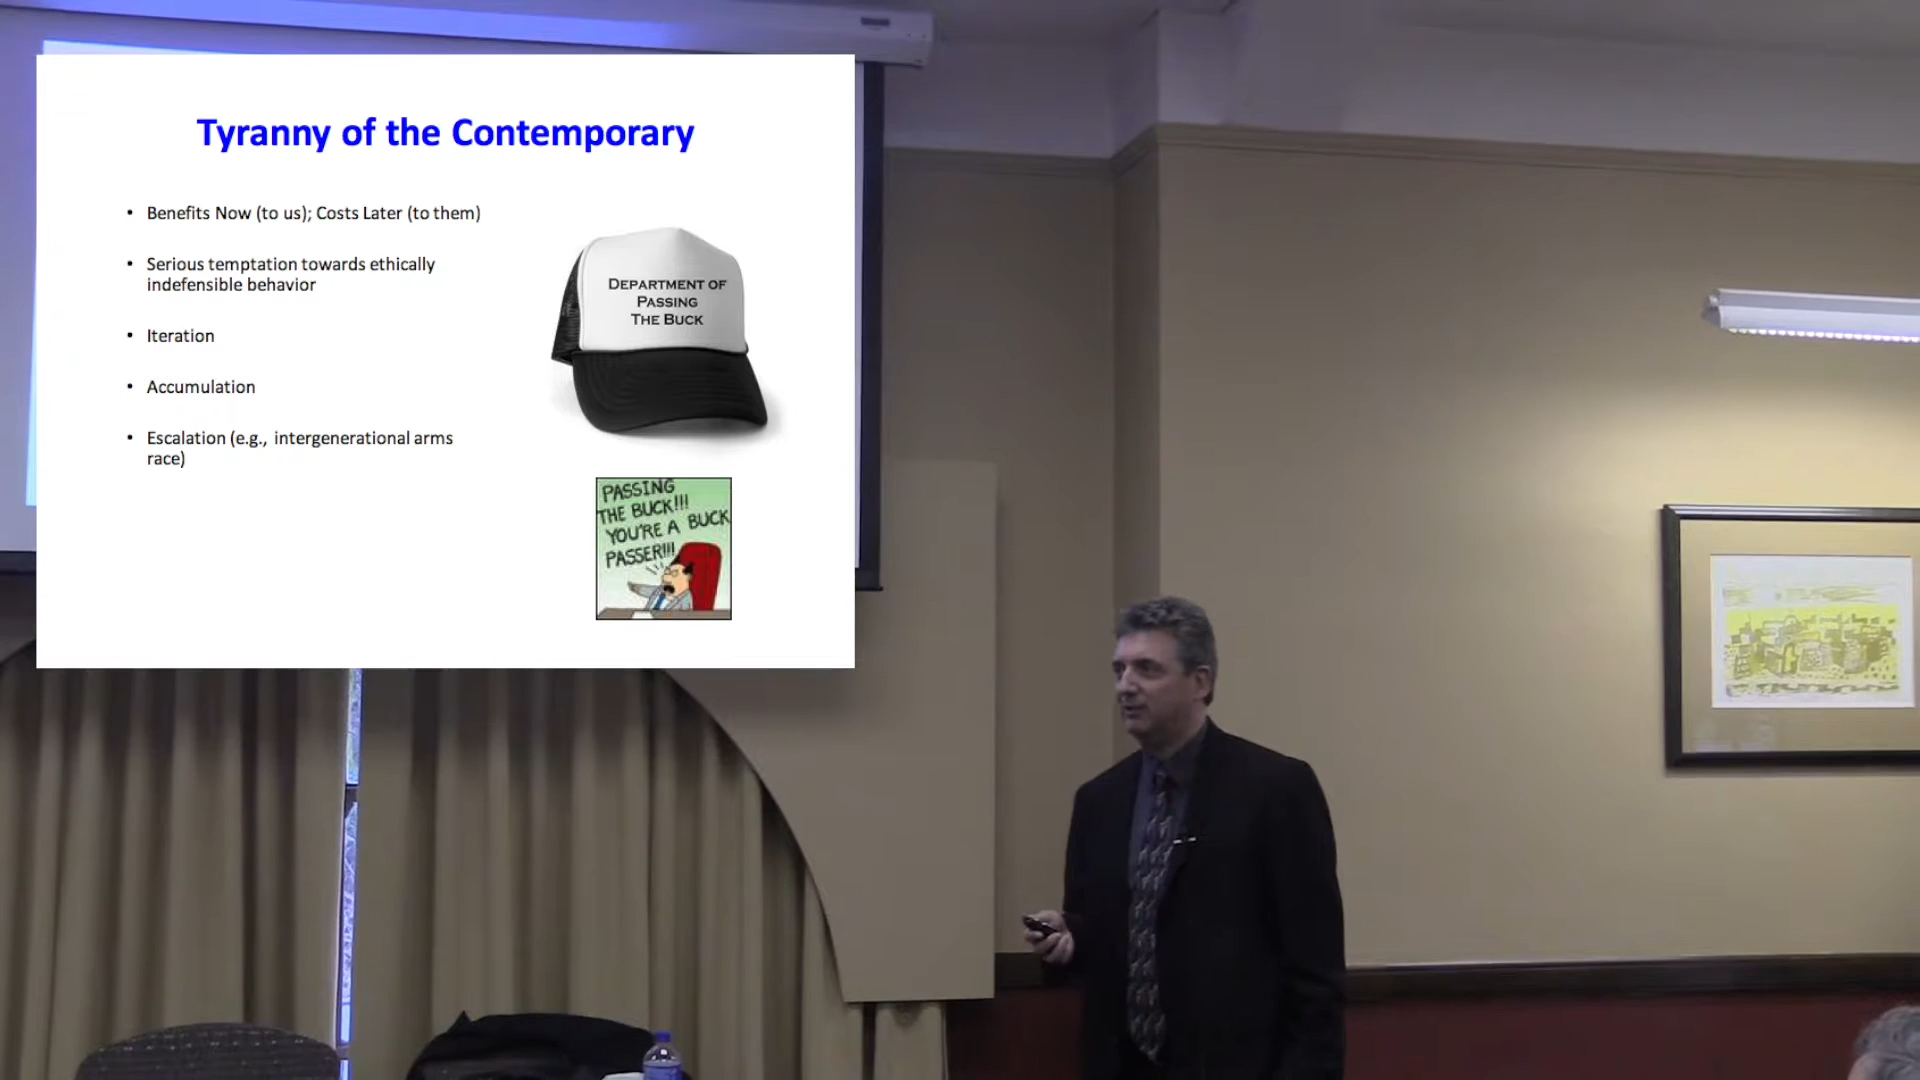 Tyranny of the Contemporary
• Benefits Now (to us); Costs Later (to them)
• Serious temptation towards ethically
indefensible behavior
• Iteration
• Accumulation
• Escalation (e.g., intergenerational arms
race)
DEPARTMENT OF
PASSING
THE BUCK
PASSING
THE BUCK!!!
YOU'RE A BUCK
PASSER!!!